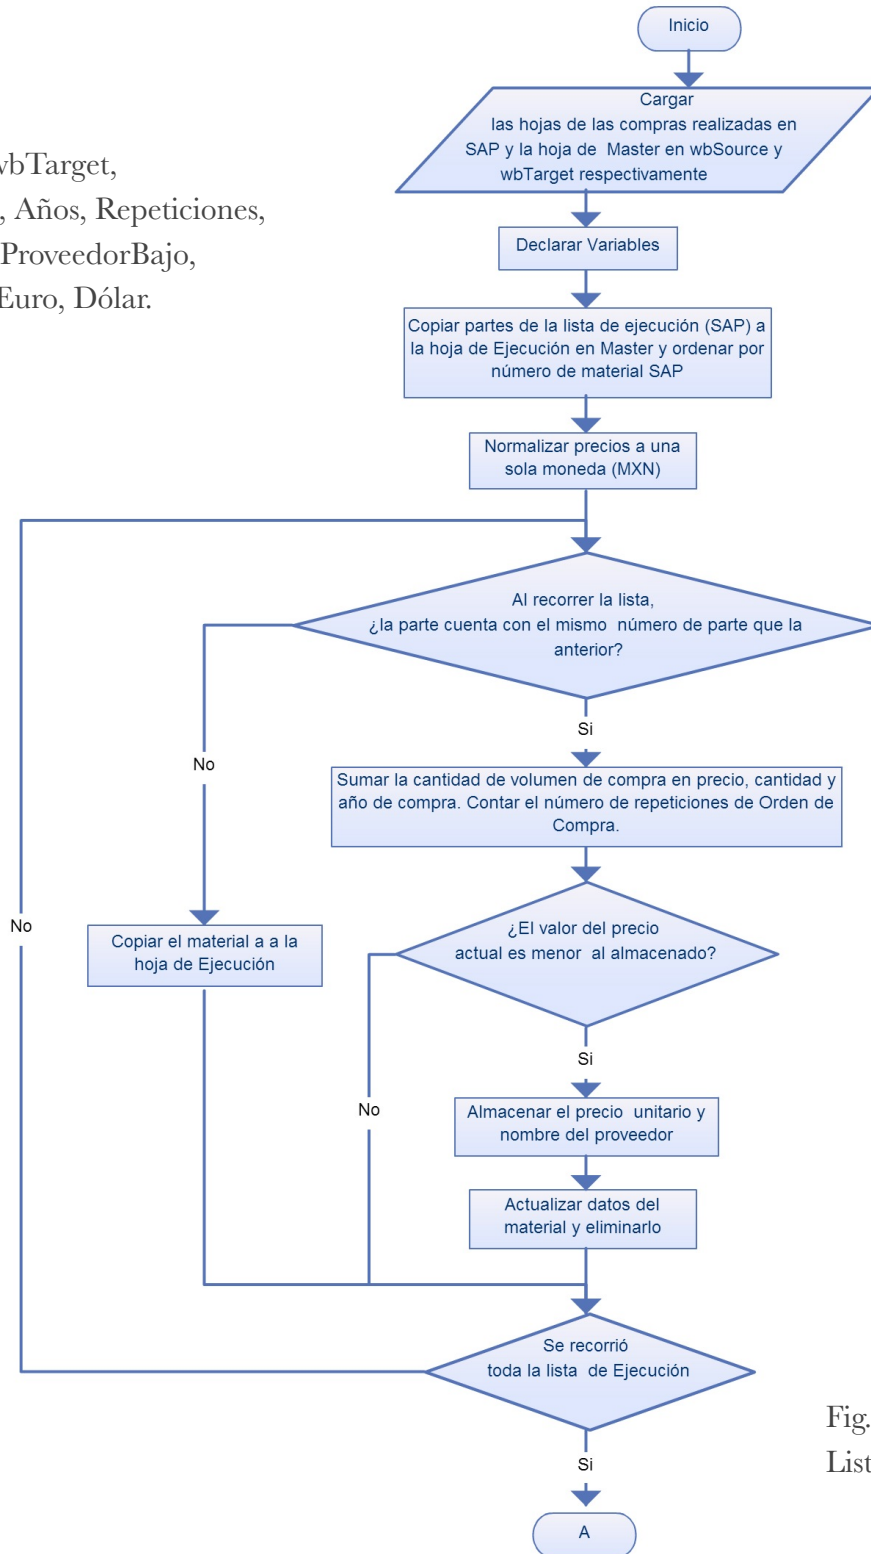 Inicio
Cargar
las hojas de las compras realizadas en
SAP y la hoja de Master en wbSource y
wbTarget respectivamente
wbTarget,
, Años, Repeticiones,
ProveedorBajo,
Euro, Dólar.
Declarar Variables
Copiar partes de la lista de ejecución (SAP) a
la hoja de Ejecución en Master y ordenar por
número de material SAP
Normalizar precios a una
sola moneda (MXN)
Al recorrer la lista,
¿la parte cuenta con el mismo número de parte que la
anterior?
Si
No
Sumar la cantidad de volumen de compra en precio, cantidad y
año de compra. Contar el número de repeticiones de Orden de
Compra.
No
Copiar el material a a la
hoja de Ejecución
¿El valor del precio
actual es menor al almacenado?
Si
No
Almacenar el precio unitario y
nombre del proveedor
Actualizar datos del
material y eliminarlo
Se recorrió
toda la lista de Ejecución
Fig.
List
Si
A